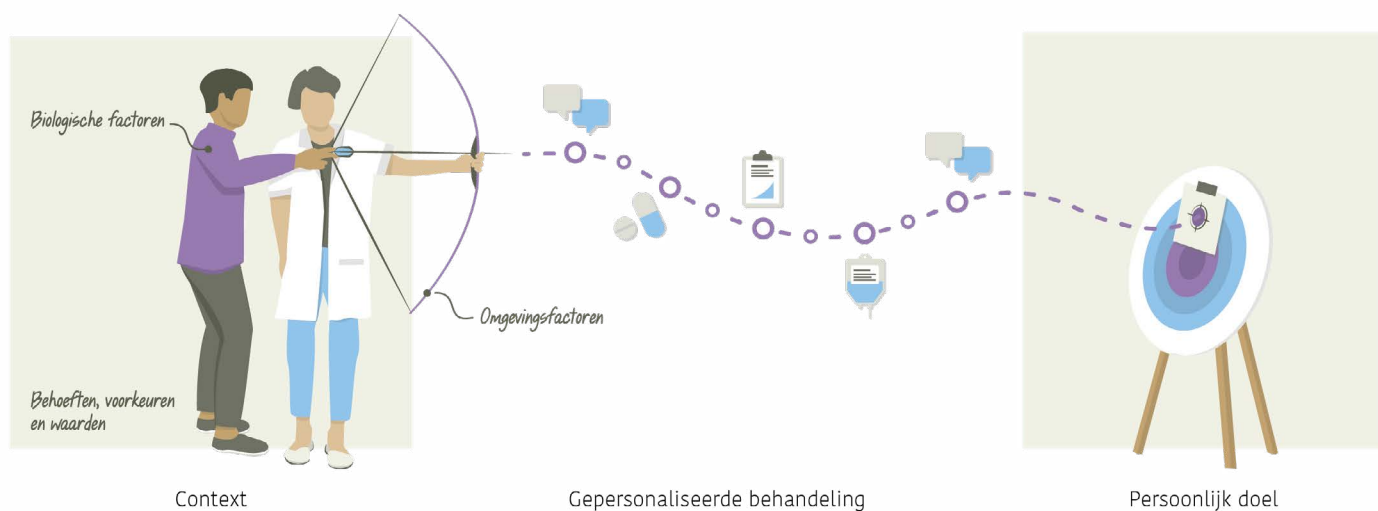 Biologische factoren
Omgevingsfactoren
Behoeften, voorkeuren
en waarden
Context
Gepersonaliseerde behandeling
Persoonlijk doel